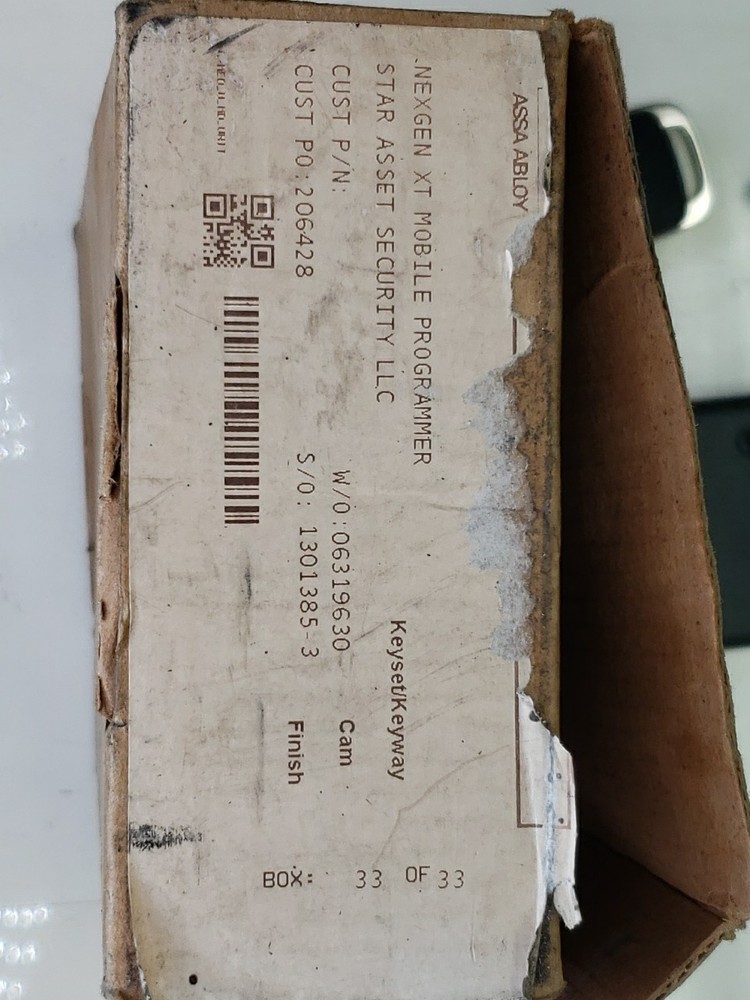 ASSA ABLOY
NEXGEN XT MOBILE PROGRAMMER
STAR ASSET SECURITY LLC
Keyset/Keyway
CUST P/N:
W/O:06319630
Cam
CUST PO:206428
S/O: 1301385-3
Finish
BOX: 33 OF 33